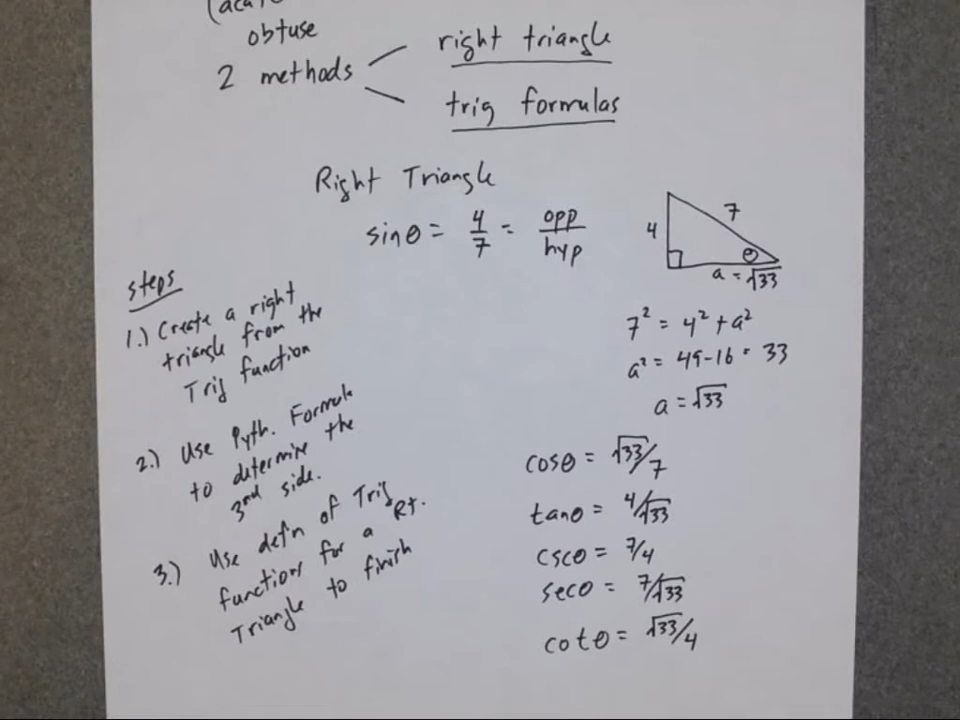 obtuse
2 methods
right triangle
trig formulas
Right Triangle
sinθ = 4/7 = opp/hyp
4
7
θ
a = √33
7² = 4² + a²
a² = 49-16 = 33
a = √33
steps
1.) Create a right
triangle from the
Trig function
2.) Use Pyth. Formula
to determine the
3rd side.
3.) Use def'n of Trig
functions for a Rt.
Triangle to finish
cosθ = √33/7
tanθ = 4/√33
cscθ = 7/4
secθ = 7/√33
cotθ = √33/4